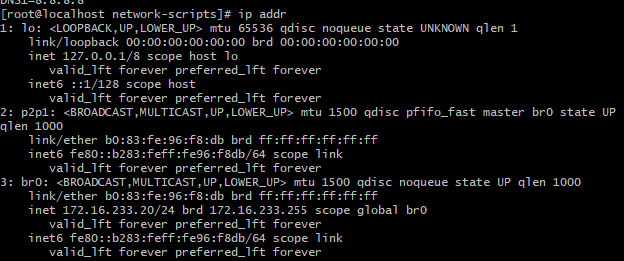 DNS1=8.8.8.8
[root@localhost network-scripts]# ip addr
1: lo: <LOOPBACK,UP,LOWER_UP> mtu 65536 qdisc noqueue state UNKNOWN qlen 1
link/loopback 00:00:00:00:00:00 brd 00:00:00:00:00:00
inet 127.0.0.1/8 scope host lo
valid_lft forever preferred_lft forever
inet6 ::1/128 scope host
valid_lft forever preferred_lft forever
2: p2p1: <BROADCAST,MULTICAST,UP,LOWER_UP> mtu 1500 qdisc pfifo_fast master br0 state UP
qlen 1000
link/ether b0:83:fe:96:f8:db brd ff:ff:ff:ff:ff:ff
inet6 fe80::b283:feff:fe96:f8db/64 scope link
valid_lft forever preferred_lft forever
3: br0: <BROADCAST,MULTICAST,UP,LOWER_UP> mtu 1500 qdisc noqueue state UP qlen 1000
link/ether b0:83:fe:96:f8:db brd ff:ff:ff:ff:ff:ff
inet 172.16.233.20/24 brd 172.16.233.255 scope global br0
valid_lft forever preferred_lft forever
inet6 fe80::b283:feff:fe96:f8db/64 scope link
valid_lft forever preferred_lft forever